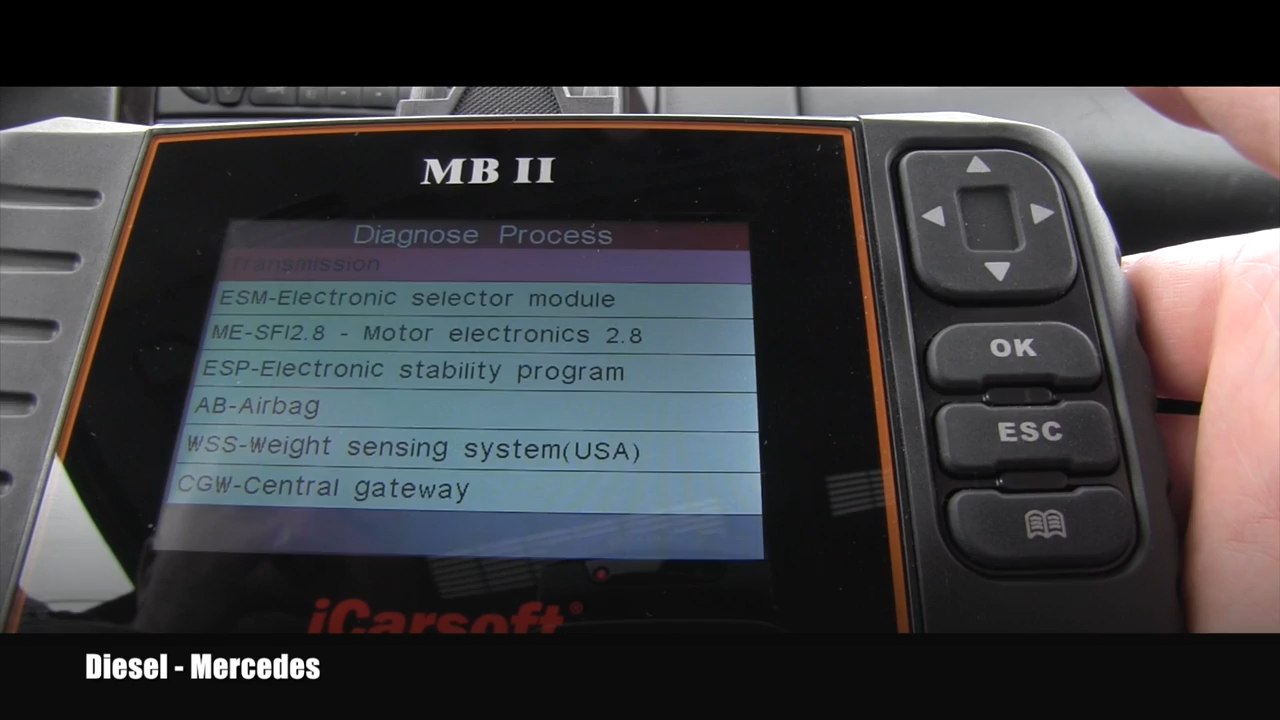 MB II
Diagnose Process
Transmission
ESM-Electronic selector module
ME-SFI2.8 - Motor electronics 2.8
ESP-Electronic stability program
AB-Airbag
WSS-Weight sensing system(USA)
CGW-Central gateway
iCarsoft®
OK
ESC
Diesel - Mercedes